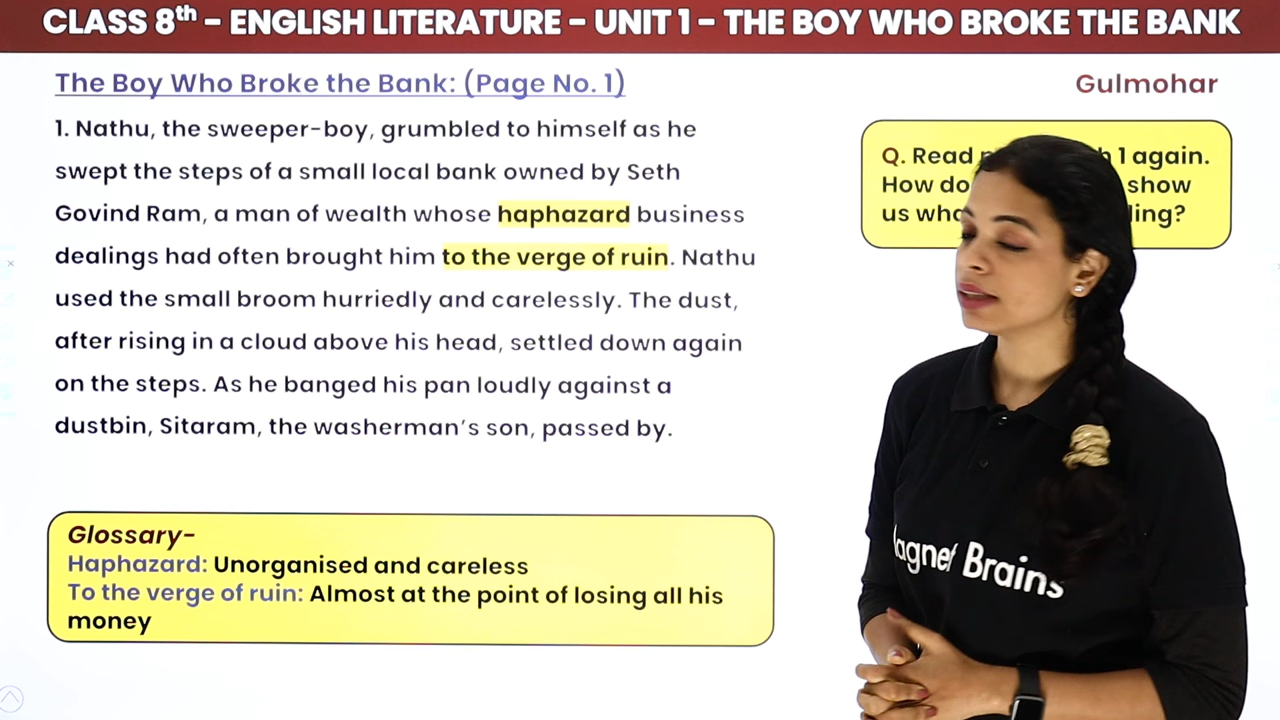 CLASS 8th – ENGLISH LITERATURE – UNIT 1 – THE BOY WHO BROKE THE BANK
The Boy Who Broke the Bank: (Page No. 1)
Gulmohar
1. Nathu, the sweeper-boy, grumbled to himself as he
swept the steps of a small local bank owned by Seth
Govind Ram, a man of wealth whose haphazard business
dealings had often brought him to the verge of ruin. Nathu
used the small broom hurriedly and carelessly. The dust,
after rising in a cloud above his head, settled down again
on the steps. As he banged his pan loudly against a
dustbin, Sitaram, the washerman's son, passed by.
Q. Read 1 again.
How do show
us
Glossary-
Haphazard: Unorganised and careless
To the verge of ruin: Almost at the point of losing all his
money
agnet Brains